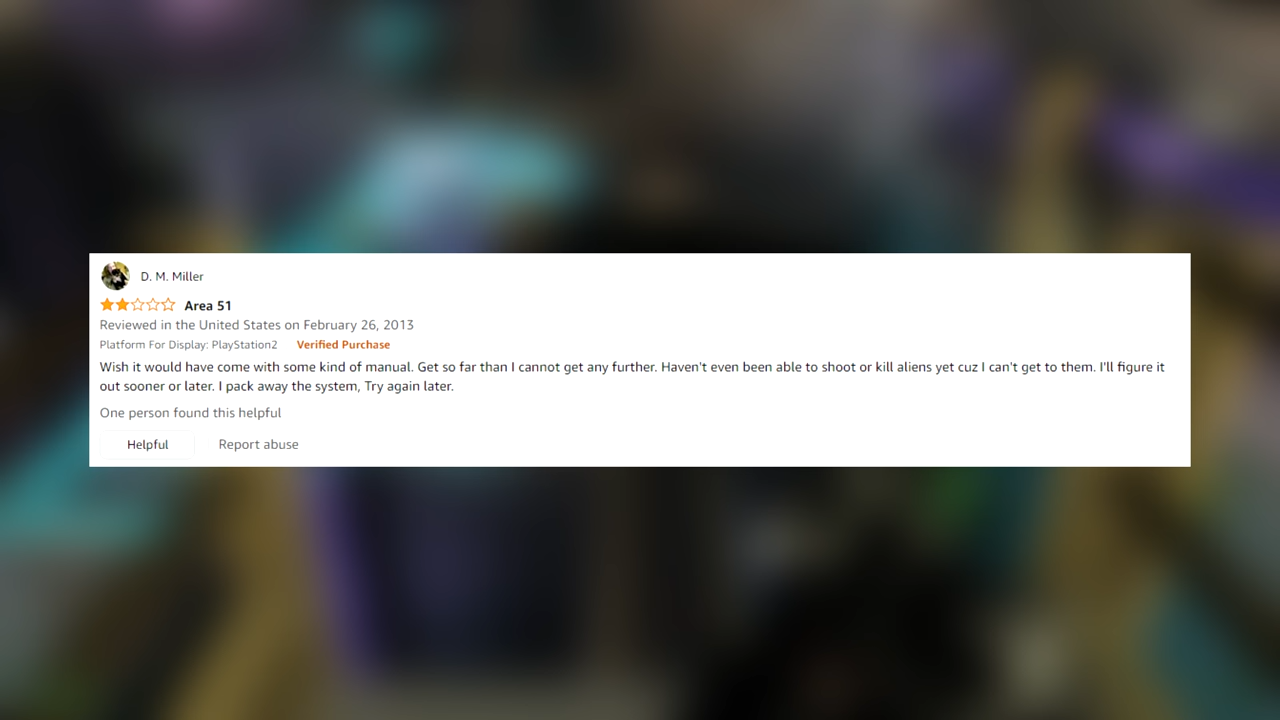 D. M. Miller
Area 51
Reviewed in the United States on February 26, 2013
Platform For Display: PlayStation2 Verified Purchase
Wish it would have come with some kind of manual. Get so far than I cannot get any further. Haven't even been able to shoot or kill aliens yet cuz I can't get to them. I'll figure it
out sooner or later. I pack away the system, Try again later.
One person found this helpful
Helpful Report abuse